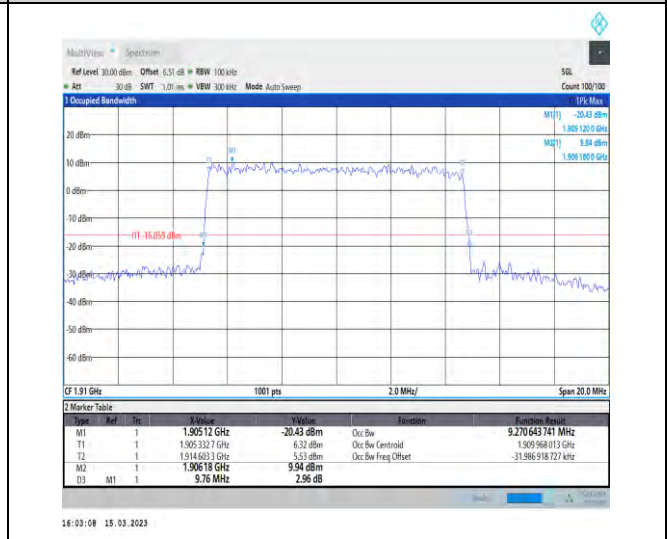 MultiView Spectrum
Ref Level 30.00 dBm Offset 6.51 dB RBW 100 kHz SGL
Att 30 dB SWT 1.01 ms VBW 300 kHz Mode Auto Sweep Count 100/100
1 Occupied Bandwidth 1Pk Max
M1[1] -20.43 dBm
1.905 120 0 GHz
M2[1] 9.94 dBm
1.906 180 0 GHz
20 dBm
10 dBm
0 dBm
-10 dBm
H1 -16.059 dBm
-30 dBm
-40 dBm
-50 dBm
-60 dBm
CF 1.91 GHz 1001 pts 2.0 MHz/ Span 20.0 MHz
2 Marker Table
Type Ref Trc X-Value Y-Value Function Function Result
M1 1 1.90512 GHz -20.43 dBm Occ Bw 9.270 643 741 MHz
T1 1 1.905 332 7 GHz 6.32 dBm Occ Bw Centroid 1.909 968 013 GHz
T2 1 1.914 603 3 GHz 5.53 dBm Occ Bw Freq Offset -31.986 918 727 kHz
M2 1 1.90618 GHz 9.94 dBm
D3 M1 1 9.76 MHz 2.96 dB
16:03:08 15.03.2023